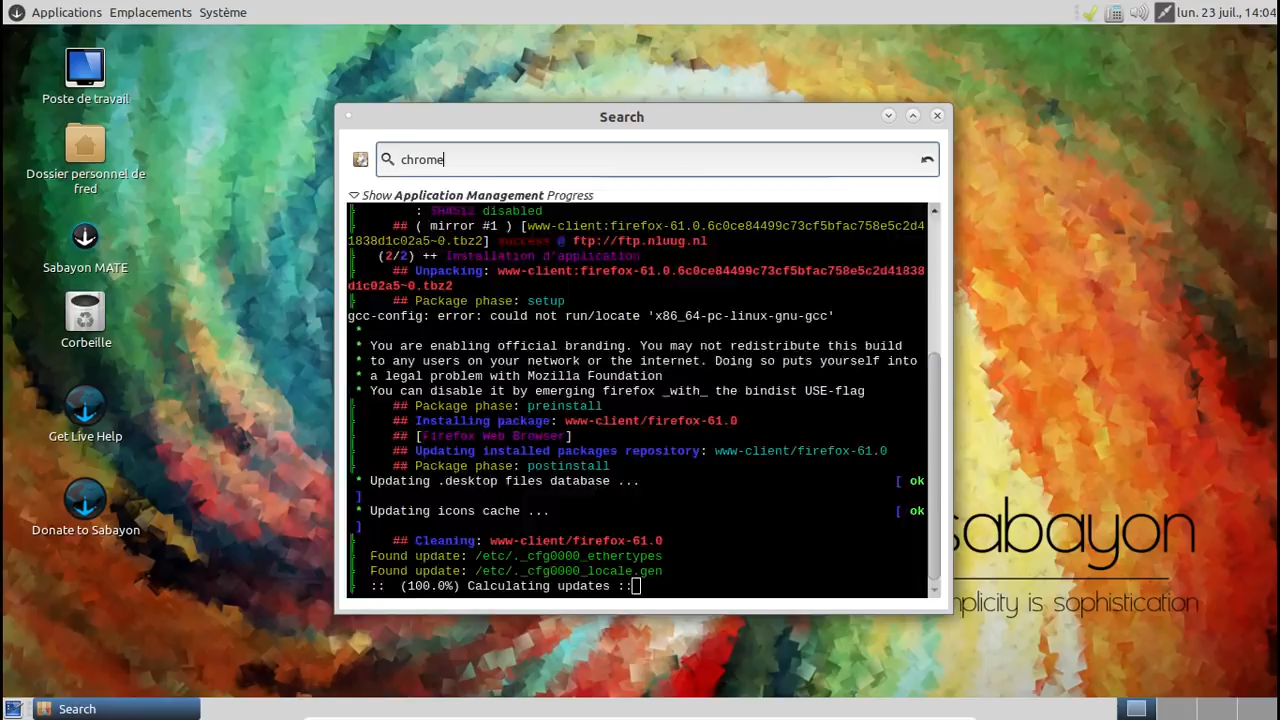 Applications Emplacements Système
lun. 23 juil., 14:04
Poste de travail
Dossier personnel de
fred
Sabayon MATE
Corbeille
Get Live Help
Donate to Sabayon
Search
chrome
Show Application Management Progress
: SHA512 disabled
## ( mirror #1 ) [www-client:firefox-61.0.6c0ce84499c73cf5bfac758e5c2d4
1838d1c02a5~0.tbz2] success @ ftp://ftp.nluug.nl
(2/2) ++ Installation d'application
## Unpacking: www-client:firefox-61.0.6c0ce84499c73cf5bfac758e5c2d41838
d1c02a5~0.tbz2
## Package phase: setup
gcc-config: error: could not run/locate 'x86_64-pc-linux-gnu-gcc'
*
* You are enabling official branding. You may not redistribute this build
* to any users on your network or the internet. Doing so puts yourself into
* a legal problem with Mozilla Foundation
* You can disable it by emerging firefox _with_ the bindist USE-flag
## Package phase: preinstall
## Installing package: www-client/firefox-61.0
## [Firefox Web Browser]
## Updating installed packages repository: www-client/firefox-61.0
## Package phase: postinstall
* Updating .desktop files database ... [ ok
]
* Updating icons cache ... [ ok
]
## Cleaning: www-client/firefox-61.0
Found update: /etc/._cfg0000_ethertypes
Found update: /etc/._cfg0000_locale.gen
:: (100.0%) Calculating updates ::
sabayon
mplicity is sophistication
Search